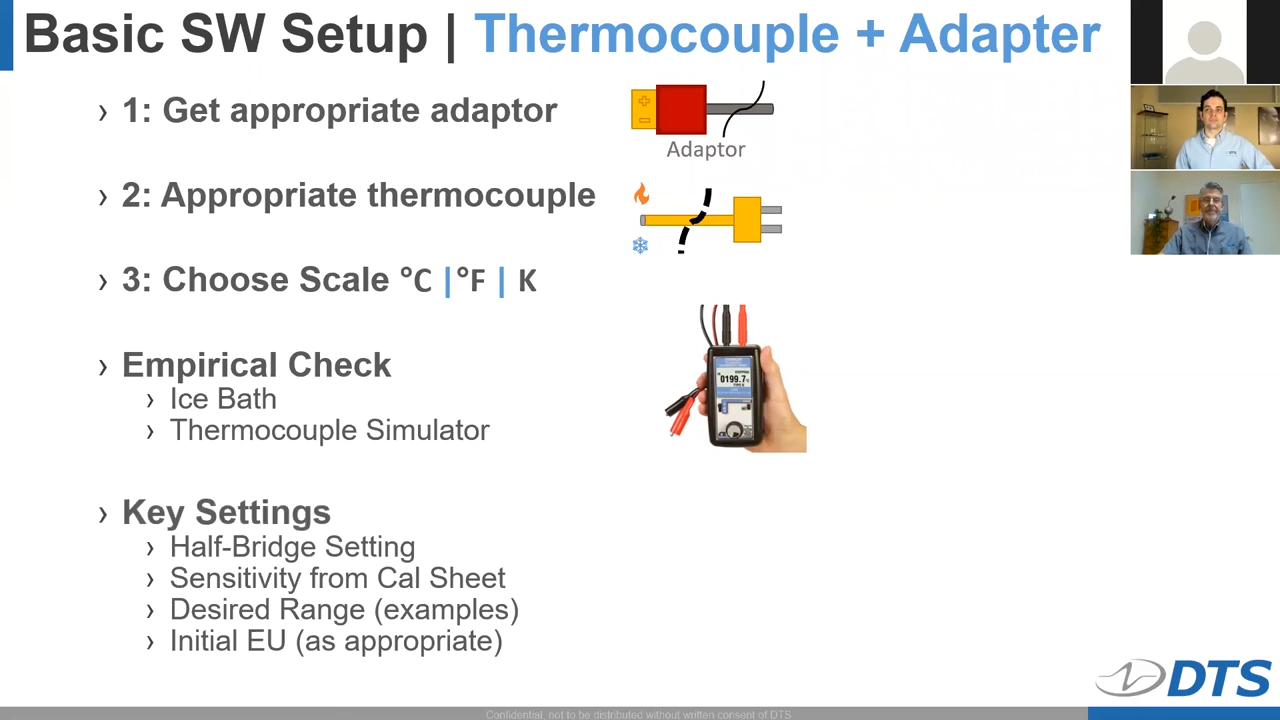 Basic SW Setup | Thermocouple + Adapter
› 1: Get appropriate adaptor
Adaptor
› 2: Appropriate thermocouple
› 3: Choose Scale °C |°F | K
› Empirical Check
› Ice Bath
› Thermocouple Simulator
0199.7
› Key Settings
› Half-Bridge Setting
› Sensitivity from Cal Sheet
› Desired Range (examples)
› Initial EU (as appropriate)
DTS
Confidential, not to be distributed without written consent of DTS